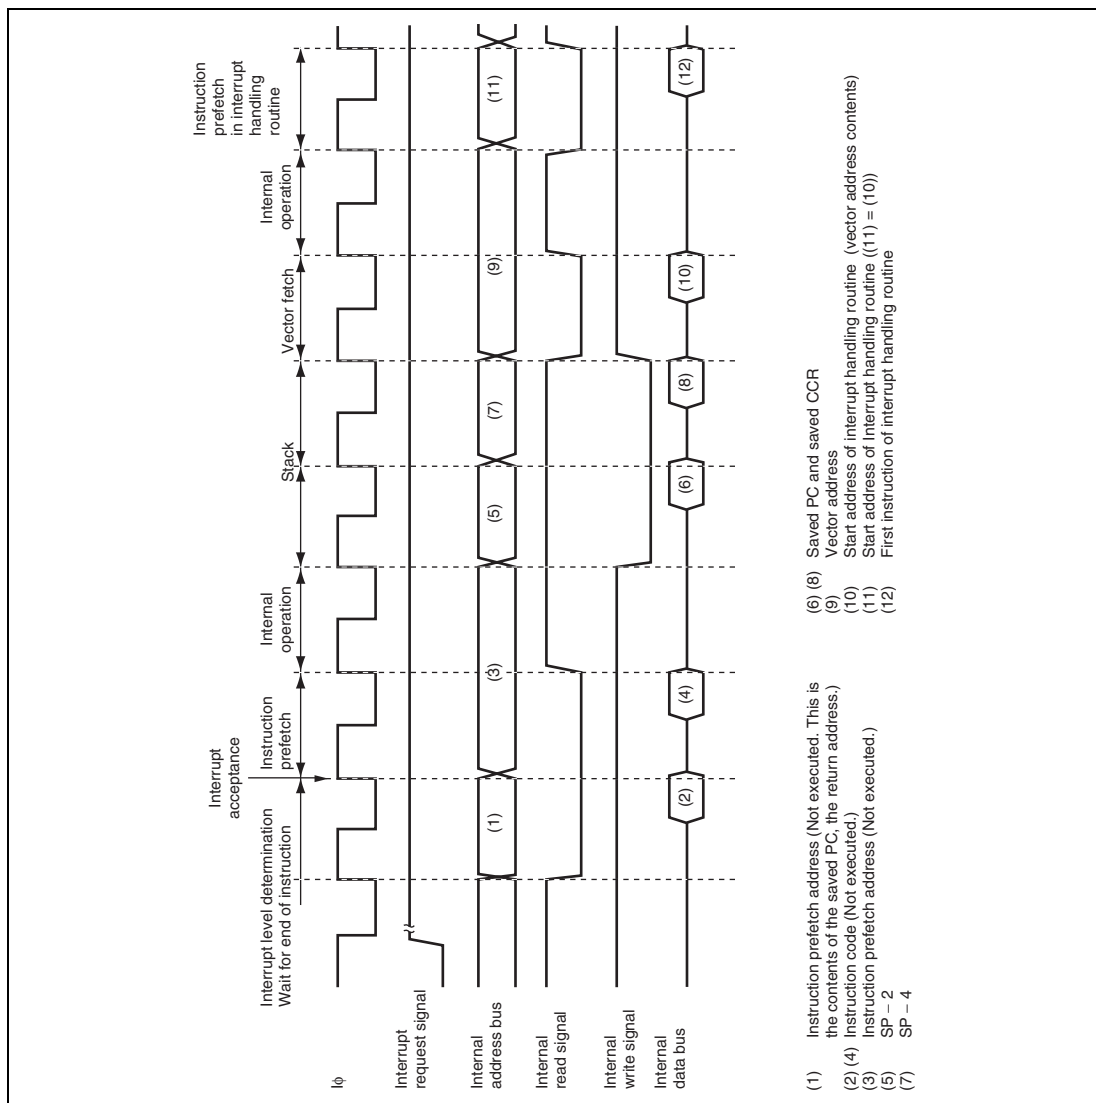 Interrupt level determination
Wait for end of instruction
Interrupt
acceptance
Instruction
prefetch
Internal
operation
Stack
Vector fetch
Internal
operation
Instruction
prefetch
in interrupt
handling
routine
Iϕ
Interrupt
request signal
Internal
address bus
(1)
(3)
(5)
(7)
(9)
(11)
Internal
read signal
Internal
write signal
Internal
data bus
(2)
(4)
(6)
(8)
(10)
(12)
(1) Instruction prefetch address (Not executed. This is
the contents of the saved PC, the return address.)
(2) (4) Instruction code (Not executed.)
(3) Instruction prefetch address (Not executed.)
(5) SP – 2
(7) SP – 4
(6) (8) Saved PC and saved CCR
(9) Vector address
(10) Start address of interrupt handling routine (vector address contents)
(11) Start address of Interrupt handling routine ((11) = (10))
(12) First instruction of interrupt handling routine